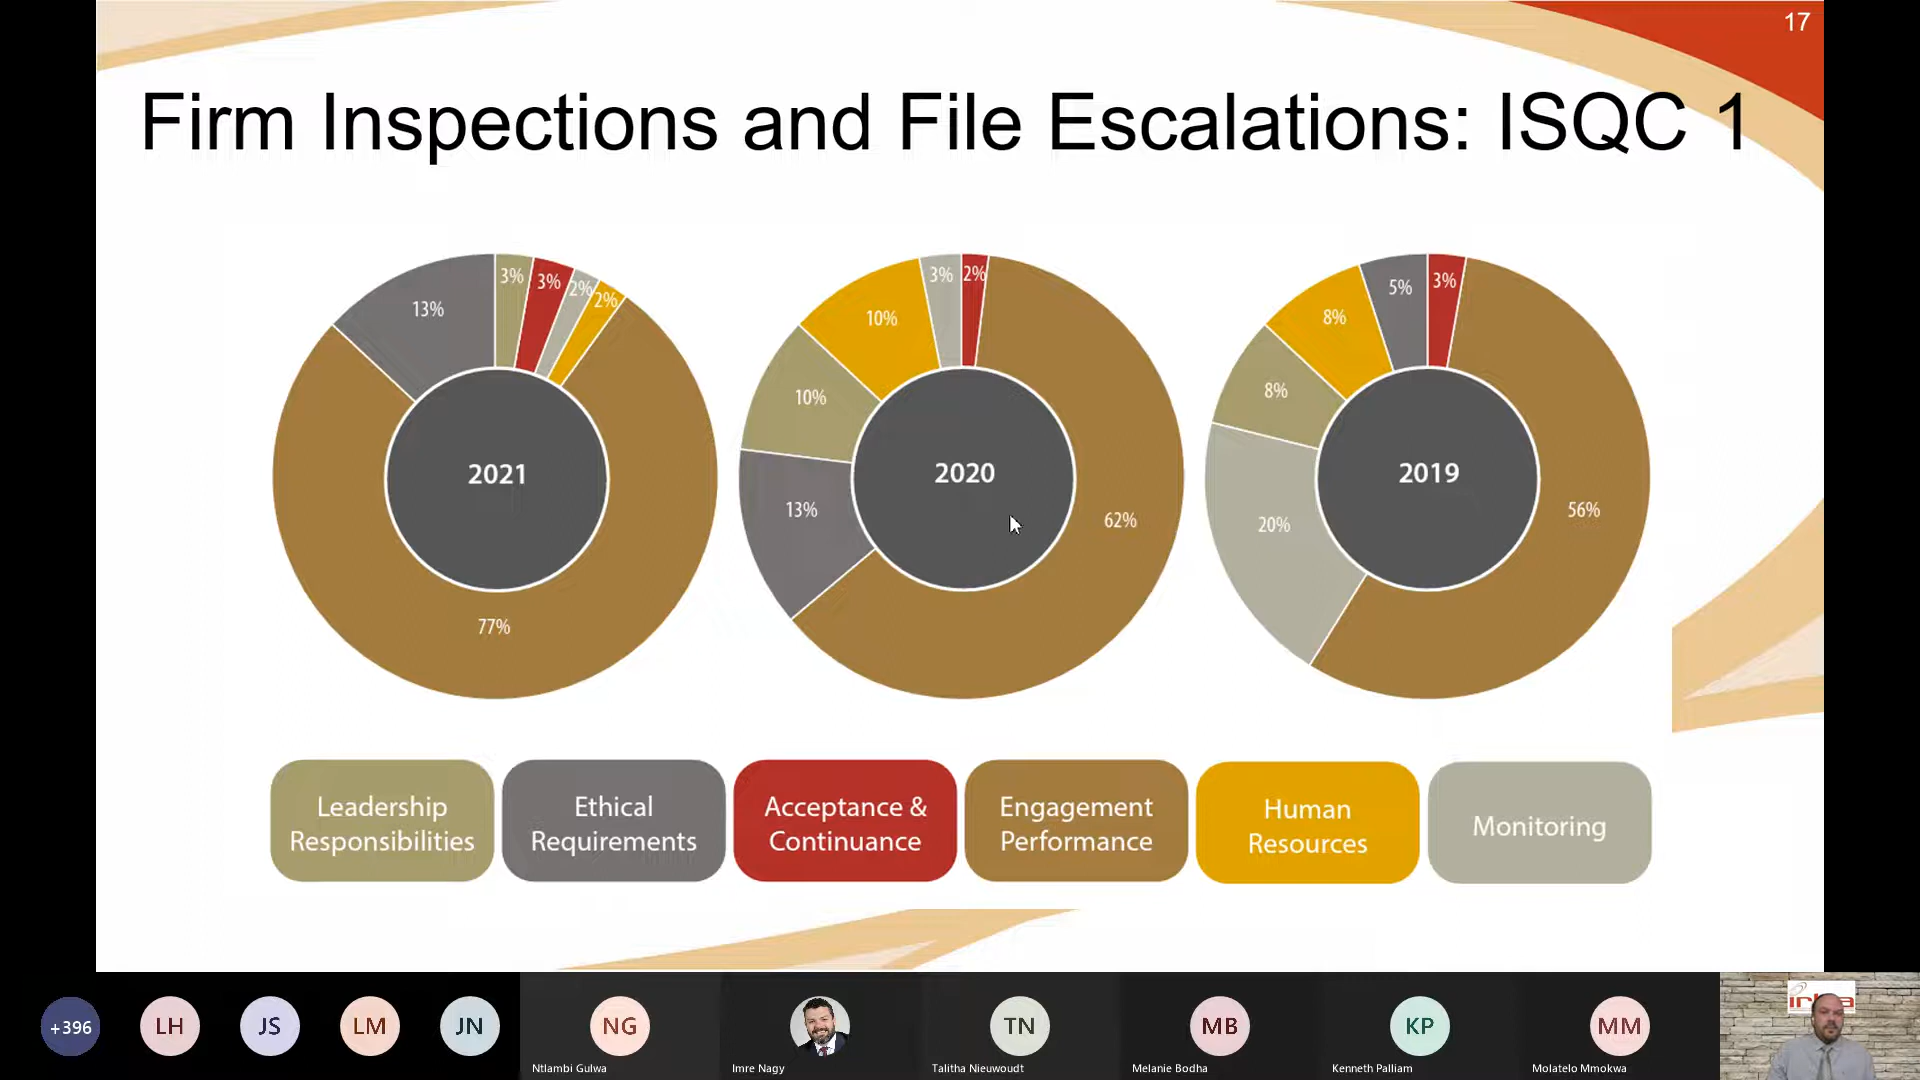 17
Firm Inspections and File Escalations: ISQC 1
13%
3%
3%
2%
2%
77%
2021
10%
3%
2%
10%
13%
62%
2020
8%
5%
3%
8%
20%
56%
2019
Leadership
Responsibilities
Ethical
Requirements
Acceptance &
Continuance
Engagement
Performance
Human
Resources
Monitoring
+396
LH
JS
LM
JN
NG
Ntlambi Gulwa
Imre Nagy
TN
Talitha Nieuwoudt
MB
Melanie Bodha
KP
Kenneth Palliam
MM
Molatelo Mmokwa